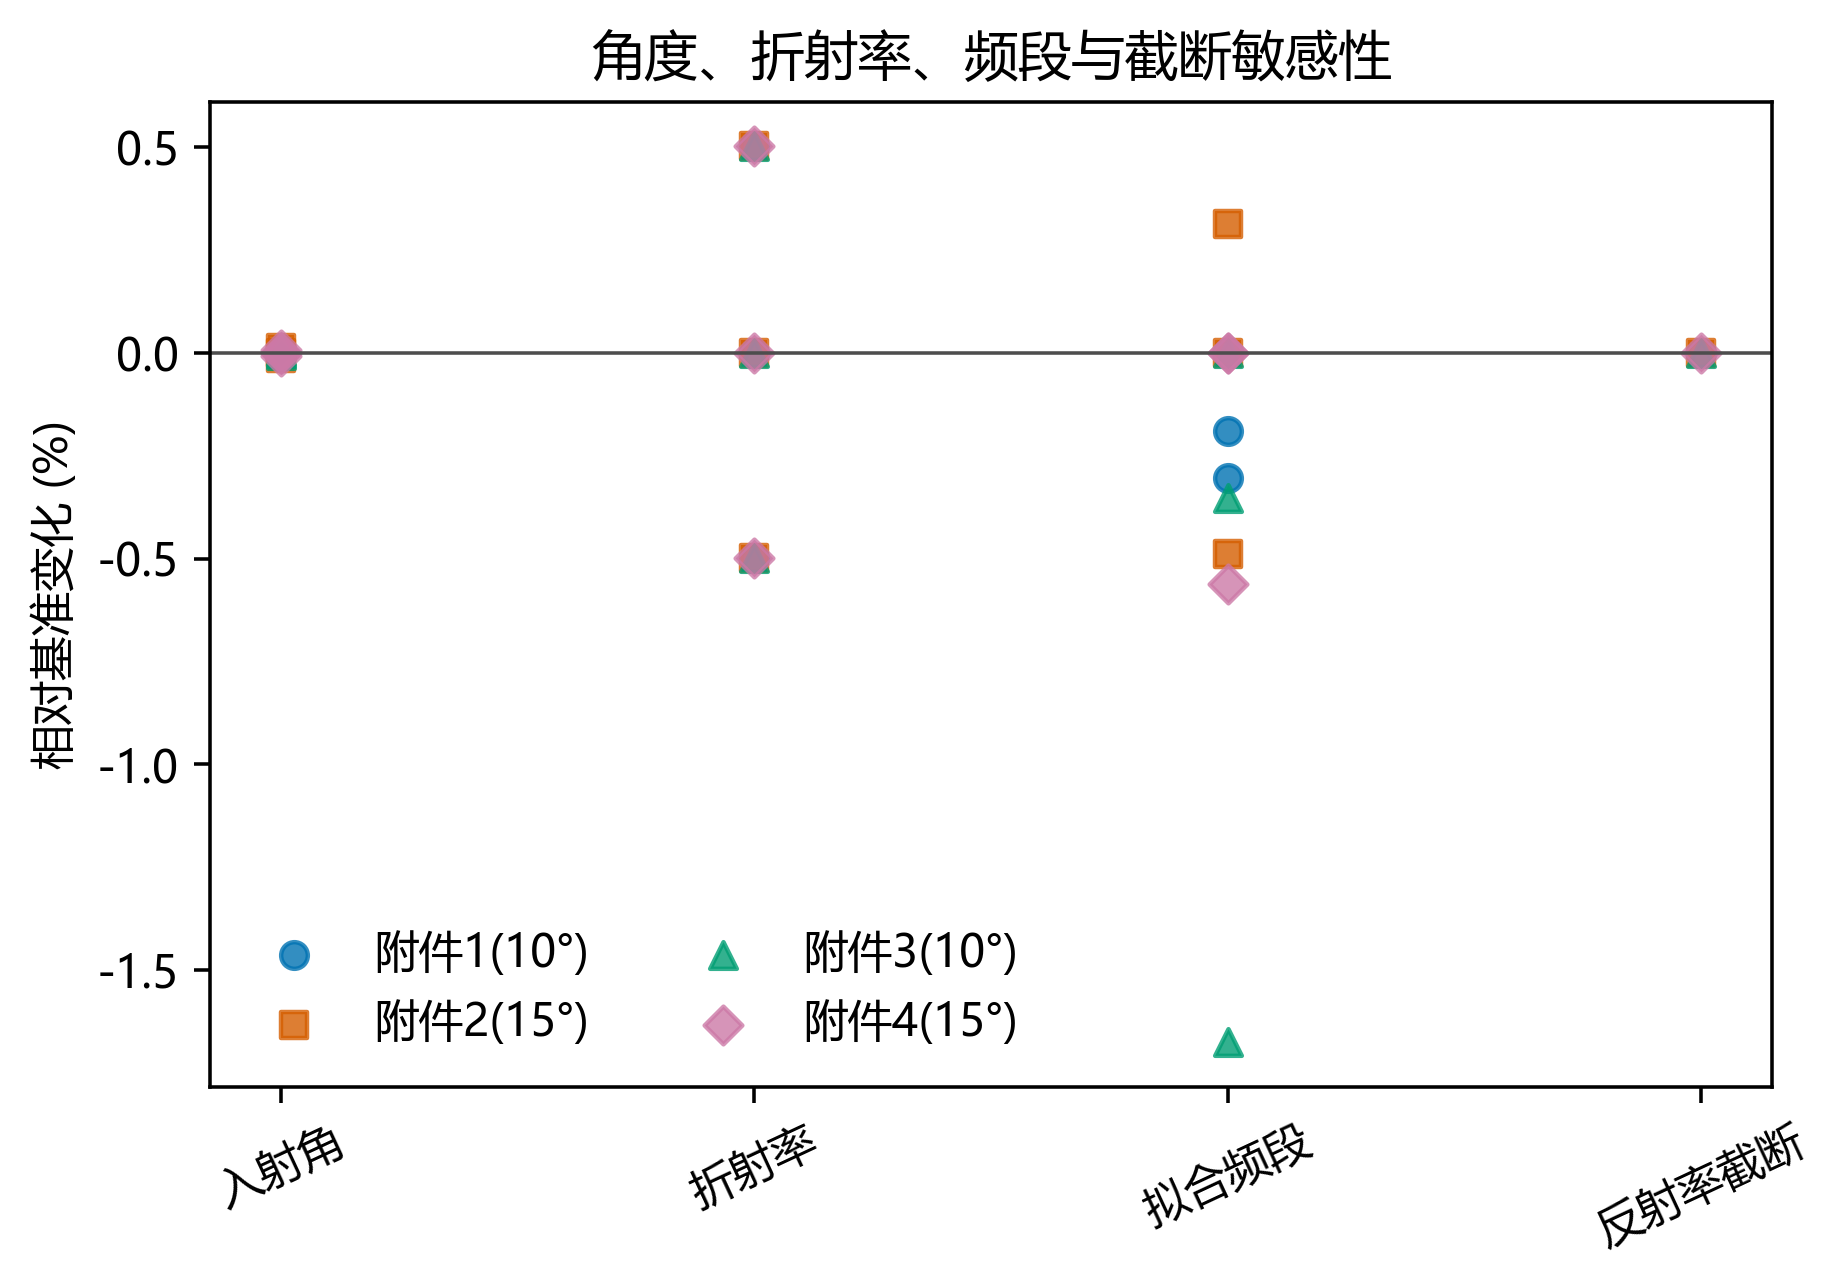 角度、折射率、频段与截断敏感性
相对基准变化 (%)
0.5
0.0
-0.5
-1.0
-1.5
附件1(10°)
附件2(15°)
附件3(10°)
附件4(15°)
入射角
折射率
拟合频段
反射率截断